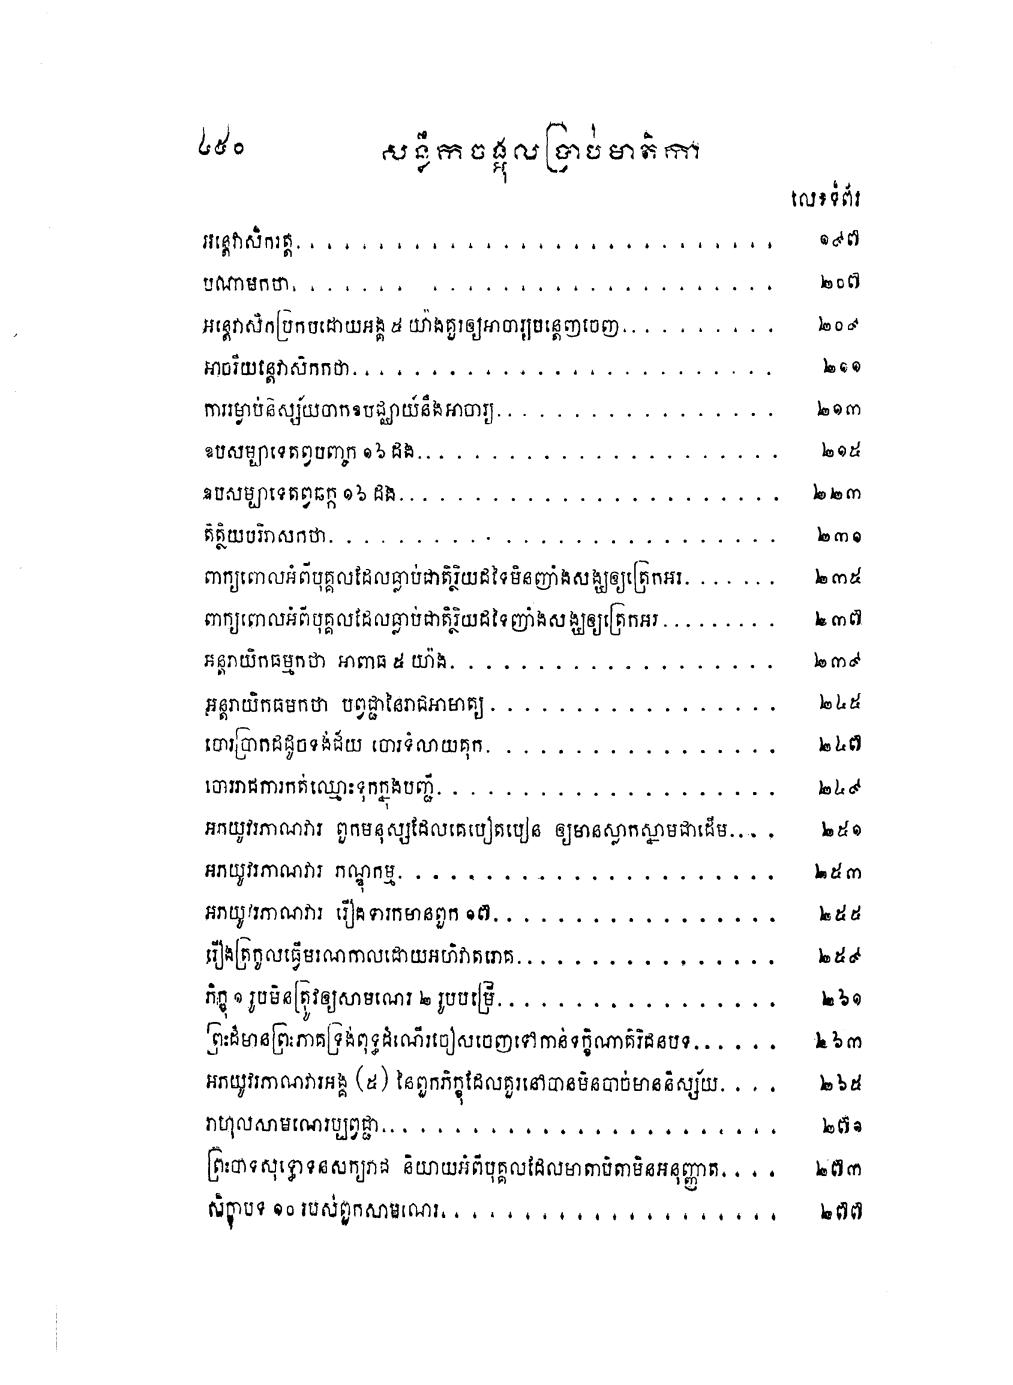 ៤៥០ សន្លឹកចង្អុលប្រាប់មាតិកា
លេខទំព័រ
អន្តេវាសិកវត្ត. . . . . . . . . . . . . . . . . . . . . . . . . ១៩៧
បណាមកថា. . . . . . . . . . . . . . . . . . . . . . . . ២០៧
អន្តេវាសិកប្រកបដោយអង្គ ៥ យ៉ាងគួរឲ្យអាចារ្យបន្តេញចេញ. . . . . . . . . ២០៩
អាចរិយន្តេវាសិកកថា. . . . . . . . . . . . . . . . . . . . . . ២១១
ការរម្ងាប់និស្ស័យចាកឧបជ្ឈាយ៍នឹងអាចារ្យ. . . . . . . . . . . . . . . ២១៣
ឧបសម្បាទេតព្វបញ្ចក ១៦ ដង. . . . . . . . . . . . . . . . . . . ២១៥
ឧបសម្បាទេតព្វឆក្ក ១៦ ដង. . . . . . . . . . . . . . . . . . . . ២២៣
តិត្ថិយបរិវាសកថា. . . . . . . . . . . . . . . . . . . . . . . ២៣១
ពាក្យពោលអំពីបុគ្គលដែលធ្លាប់ជាតិរ្ថិយដទៃមិនញ៉ាំងសង្ឃឲ្យត្រេកអរ. . . . . . . ២៣៥
ពាក្យពោលអំពីបុគ្គលដែលធ្លាប់ជាតិរ្ថិយដទៃញ៉ាំងសង្ឃឲ្យត្រេកអរ. . . . . . . . . ២៣៧
អន្តរាយិកធម្មកថា អាពាធ ៥ យ៉ាង. . . . . . . . . . . . . . . . . ២៣៩
អន្តរាយិកធមកថា បព្វជ្ជានៃរាជអាមាត្យ . . . . . . . . . . . . . . . ២៤៥
ចោរប្រាកដដូចទង់ជ័យ ចោរទំលាយគុក. . . . . . . . . . . . . . . ២៤៧
ចោររាជការកត់ឈ្មោះទុកក្នុងបញ្ជី. . . . . . . . . . . . . . . . . . ២៤៩
អភយូវរភាណវារ ពួកមនុស្សដែលគេបៀតបៀន ឲ្យមានស្លាកស្នាមជាដើម. . . . ២៥១
អភយូវរភាណវារ ភណ្ឌុកម្ម. . . . . . . . . . . . . . . . . . . . ២៥៣
អភយូវរភាណវារ រឿងទារកមានពួក ១៧. . . . . . . . . . . . . . . ២៥៥
រឿងត្រកូលធ្វើមរណកាលដោយអហិវាតរោគ. . . . . . . . . . . . . . ២៥៩
ភិក្ខុ ១ រូបមិនត្រូវឲ្យសាមណេរ ២ រូបបម្រើ. . . . . . . . . . . . . . . ២៦១
ព្រះដ៏មានព្រះភាគទ្រង់ពុទ្ធដំណើរចៀសចេញទៅកាន់ទក្ខិណាគិរីជនបទ. . . . . . ២៦៣
អភយូវរភាណវារអង្គ (៥) នៃពួកភិក្ខុដែលគួរនៅបានមិនបាច់មាននិស្ស័យ. . . . ២៦៥
រាហុលសាមណេរប្បព្វជ្ជា. . . . . . . . . . . . . . . . . . . . . ២៧១
ព្រះបាទសុទ្ធោទនសក្យរាជ និយាយអំពីបុគ្គលដែលមាតាបិតាមិនអនុញ្ញាត. . . . ២៧៣
សិក្ខាបទ ១០ របស់ពួកសាមណេរ. . . . . . . . . . . . . . . . . . ២៧៧